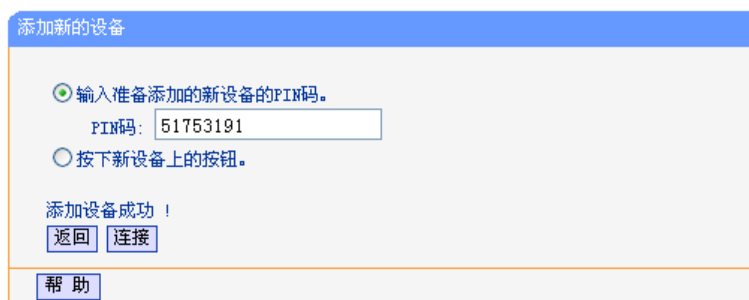 添加新的设备
输入准备添加的新设备的PIN码。
PIN码: 51753191
按下新设备上的按钮。
添加设备成功 !
返回 连接
帮 助